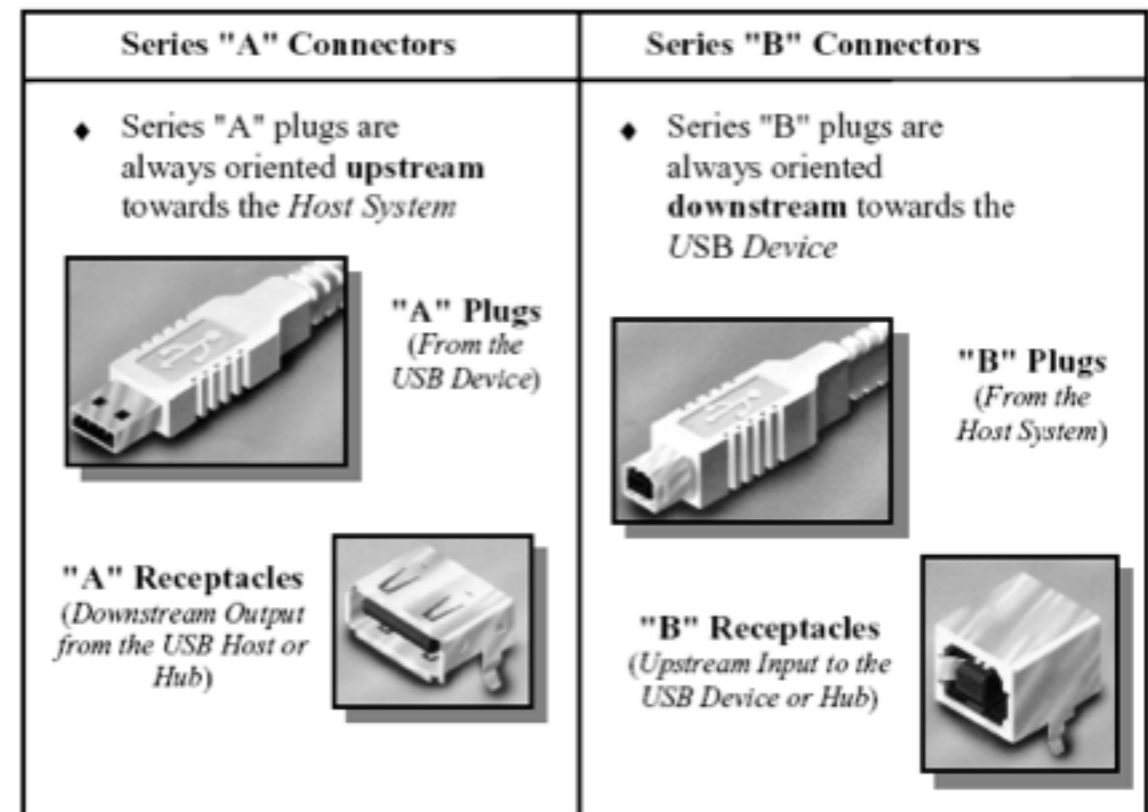 Series "A" Connectors
Series "B" Connectors
♦ Series "A" plugs are
always oriented upstream
towards the Host System
"A" Plugs
(From the
USB Device)
"A" Receptacles
(Downstream Output
from the USB Host or
Hub)
♦ Series "B" plugs are
always oriented
downstream towards the
USB Device
"B" Plugs
(From the
Host System)
"B" Receptacles
(Upstream Input to the
USB Device or Hub)